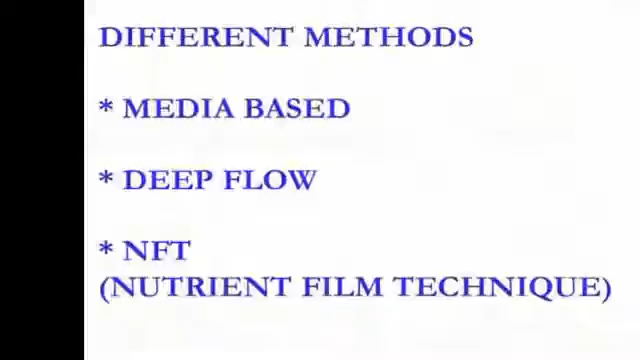 DIFFERENT METHODS
* MEDIA BASED
* DEEP FLOW
* NFT
(NUTRIENT FILM TECHNIQUE)